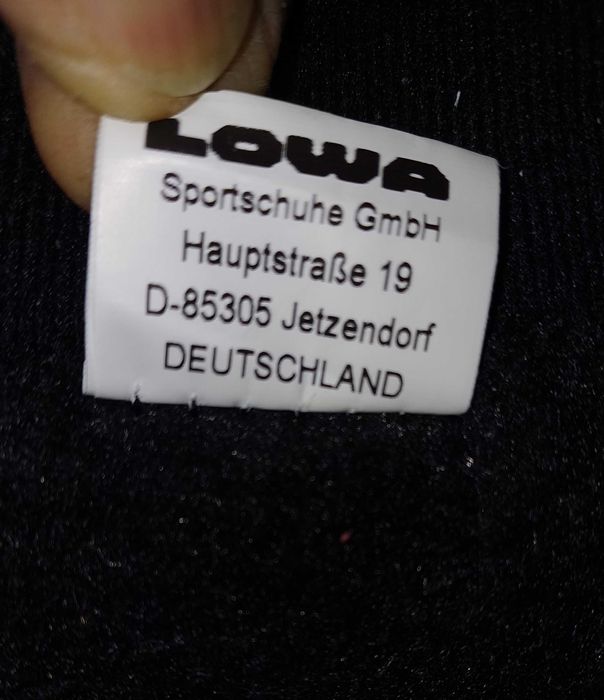 LOWA
Sportschuhe GmbH
Hauptstraße 19
D-85305 Jetzendorf
DEUTSCHLAND